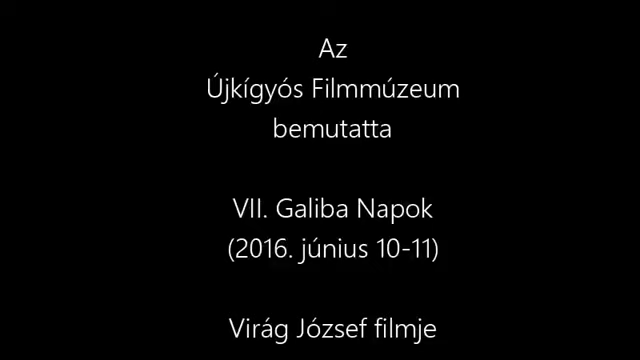 Az
Újkígyós Filmmúzeum
bemutatta
VII. Galiba Napok
(2016. június 10-11)
Virág József filmje